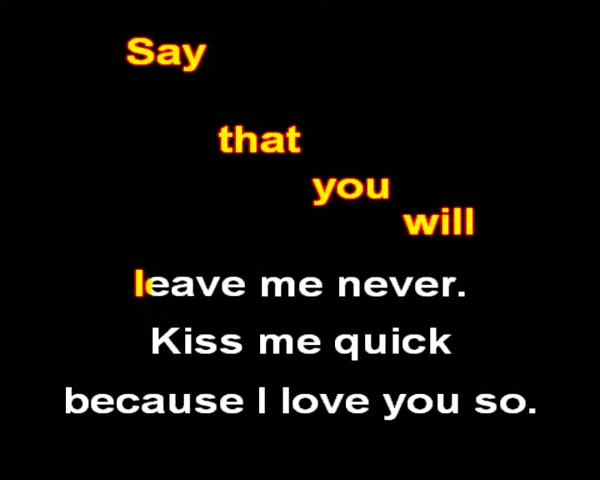 Say
that
you
will
leave me never.
Kiss me quick
because I love you so.